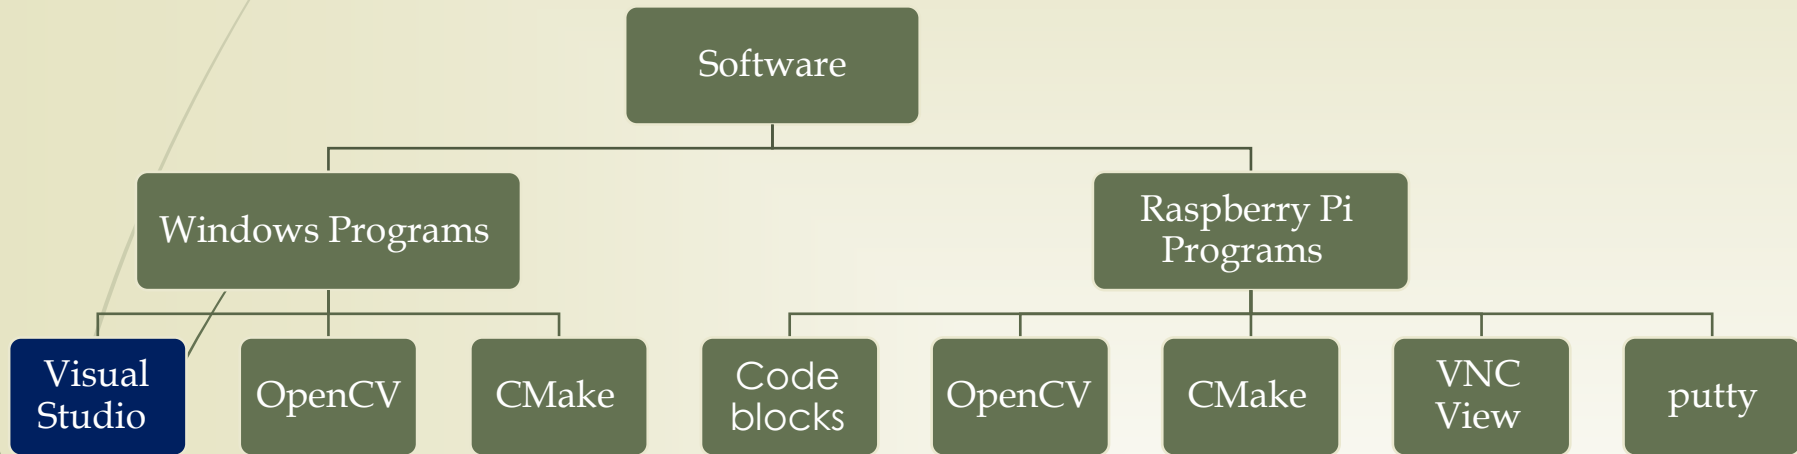 Software
Windows Programs
Raspberry Pi
Programs
Visual
Studio
OpenCV
CMake
Code
blocks
OpenCV
CMake
VNC
View
putty